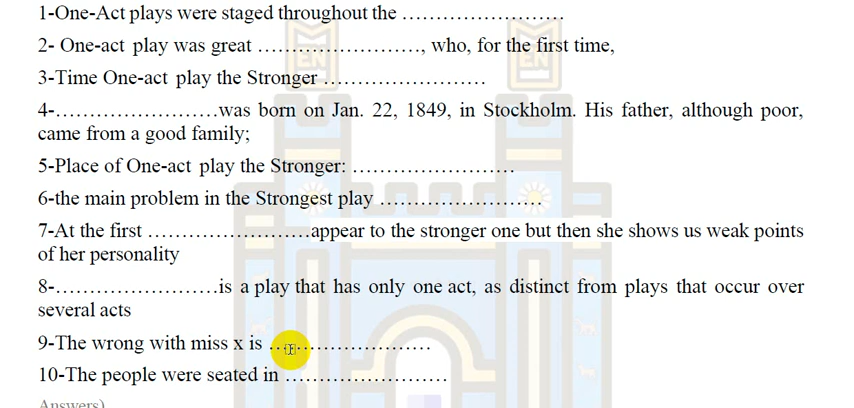 1-One-Act plays were staged throughout the ……………………
2- One-act play was great ……………………, who, for the first time,
3-Time One-act play the Stronger ……………………
4-……………………was born on Jan. 22, 1849, in Stockholm. His father, although poor,
came from a good family;
5-Place of One-act play the Stronger: ……………………
6-the main problem in the Strongest play ……………………
7-At the first ……………………appear to the stronger one but then she shows us weak points
of her personality
8-……………………is a play that has only one act, as distinct from plays that occur over
several acts
9-The wrong with miss x is ……………………
10-The people were seated in ……………………
Answers)
EN
EN